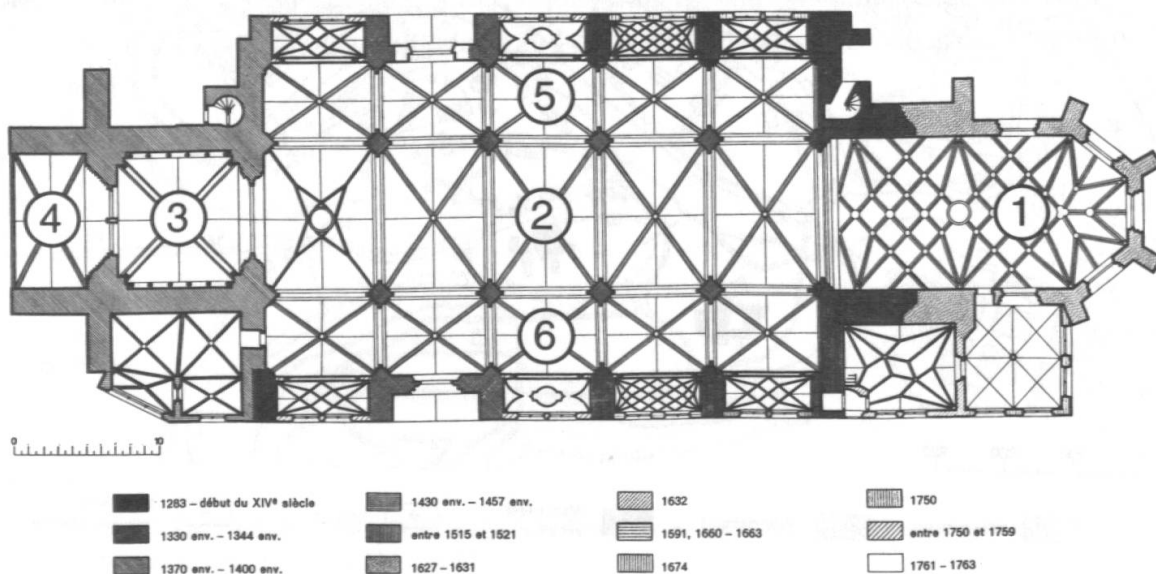 5
4
3
2
1
6
0 10
1283 – début du XIVe siècle
1330 env. – 1344 env.
1370 env. – 1400 env.
1430 env. – 1457 env.
entre 1515 et 1521
1627 – 1631
1632
1591, 1660 – 1663
1674
1750
entre 1750 et 1759
1761 – 1763